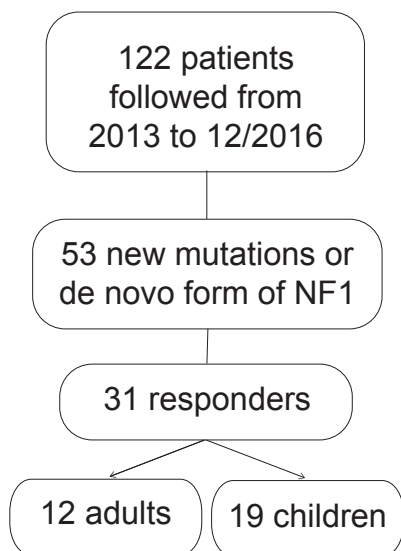 122 patients
followed from
2013 to 12/2016
53 new mutations or
de novo form of NF1
31 responders
12 adults
19 children